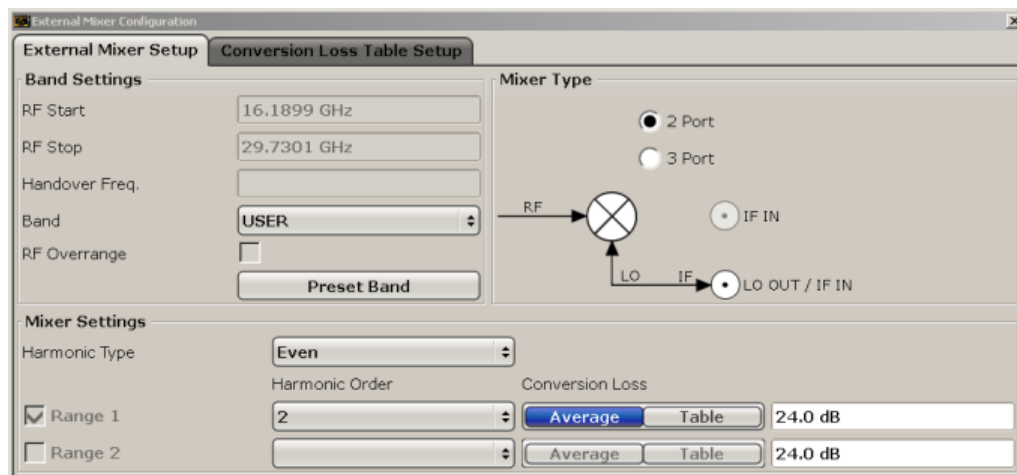 External Mixer Configuration
External Mixer Setup
Conversion Loss Table Setup
Band Settings
RF Start
16.1899 GHz
RF Stop
29.7301 GHz
Handover Freq.
Band
USER
RF Overrange
Preset Band
Mixer Type
2 Port
3 Port
RF
IF IN
LO
IF
LO OUT / IF IN
Mixer Settings
Harmonic Type
Even
Harmonic Order
Conversion Loss
Range 1
2
Average
Table
24.0 dB
Range 2
Average
Table
24.0 dB